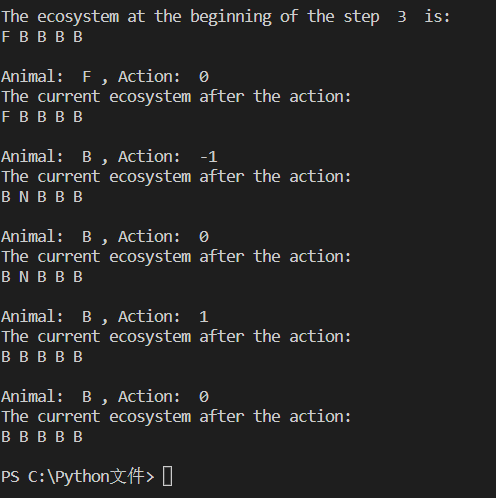 The ecosystem at the beginning of the step  3  is:
F B B B B
Animal:  F , Action:  0
The current ecosystem after the action:
F B B B B
Animal:  B , Action:  -1
The current ecosystem after the action:
B N B B B
Animal:  B , Action:  0
The current ecosystem after the action:
B N B B B
Animal:  B , Action:  1
The current ecosystem after the action:
B B B B B
Animal:  B , Action:  0
The current ecosystem after the action:
B B B B B
PS C:\Python文件>